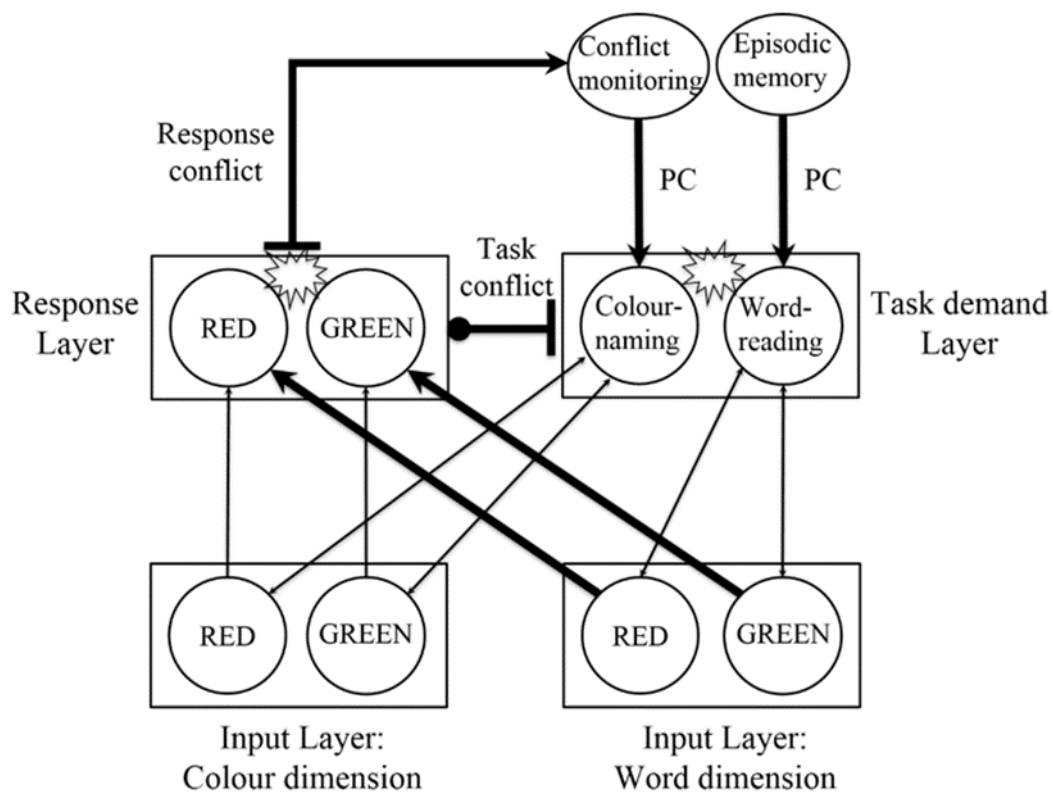 Conflict
monitoring
Episodic
memory
Response
conflict
PC
PC
Task
conflict
Response
Layer
RED
GREEN
Colour-
naming
Word-
reading
Task demand
Layer
RED
GREEN
RED
GREEN
Input Layer:
Colour dimension
Input Layer:
Word dimension